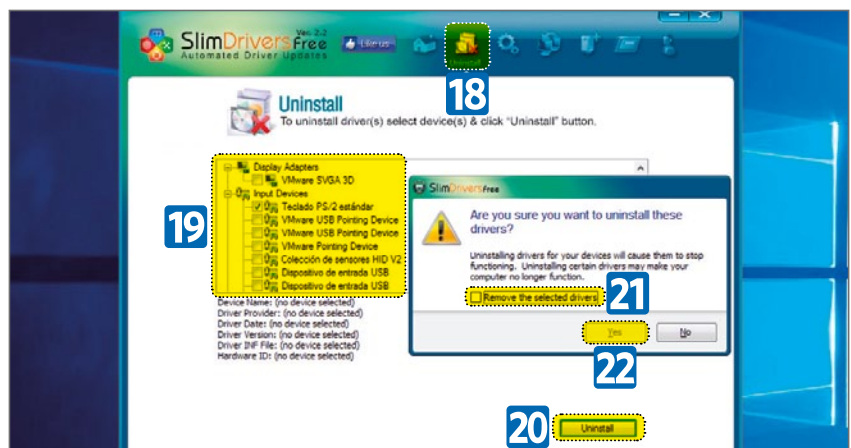 SlimDrivers Free Ver. 2.2
Automated Driver Updates
Like us
Uninstall
18
Uninstall
To uninstall driver(s) select device(s) & click "Uninstall" button.
19
Display Adapters
VMware SVGA 3D
Input Devices
Teclado PS/2 estándar
VMware USB Pointing Device
VMware USB Pointing Device
VMware Pointing Device
Colección de sensores HID V2
Dispositivo de entrada USB
Dispositivo de entrada USB
Device Name: (no device selected)
Driver Provider: (no device selected)
Driver Date: (no device selected)
Driver Version: (no device selected)
Driver INF File: (no device selected)
Hardware ID: (no device selected)
SlimDrivers Free
Are you sure you want to uninstall these
drivers?
Uninstalling drivers for your devices will cause them to stop
functioning. Uninstalling certain drivers may make your
computer no longer function.
Remove the selected drivers
21
Yes
No
22
20
Uninstall